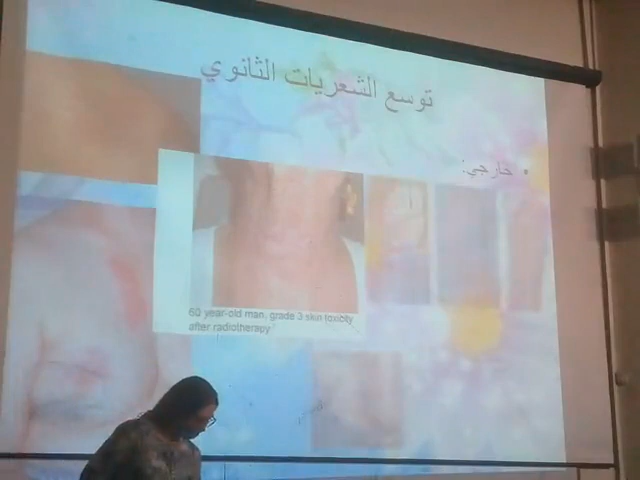 توسع الشعريات الثانوي
• خارجي:
60 year-old man, grade 3 skin toxicity
after radiotherapy